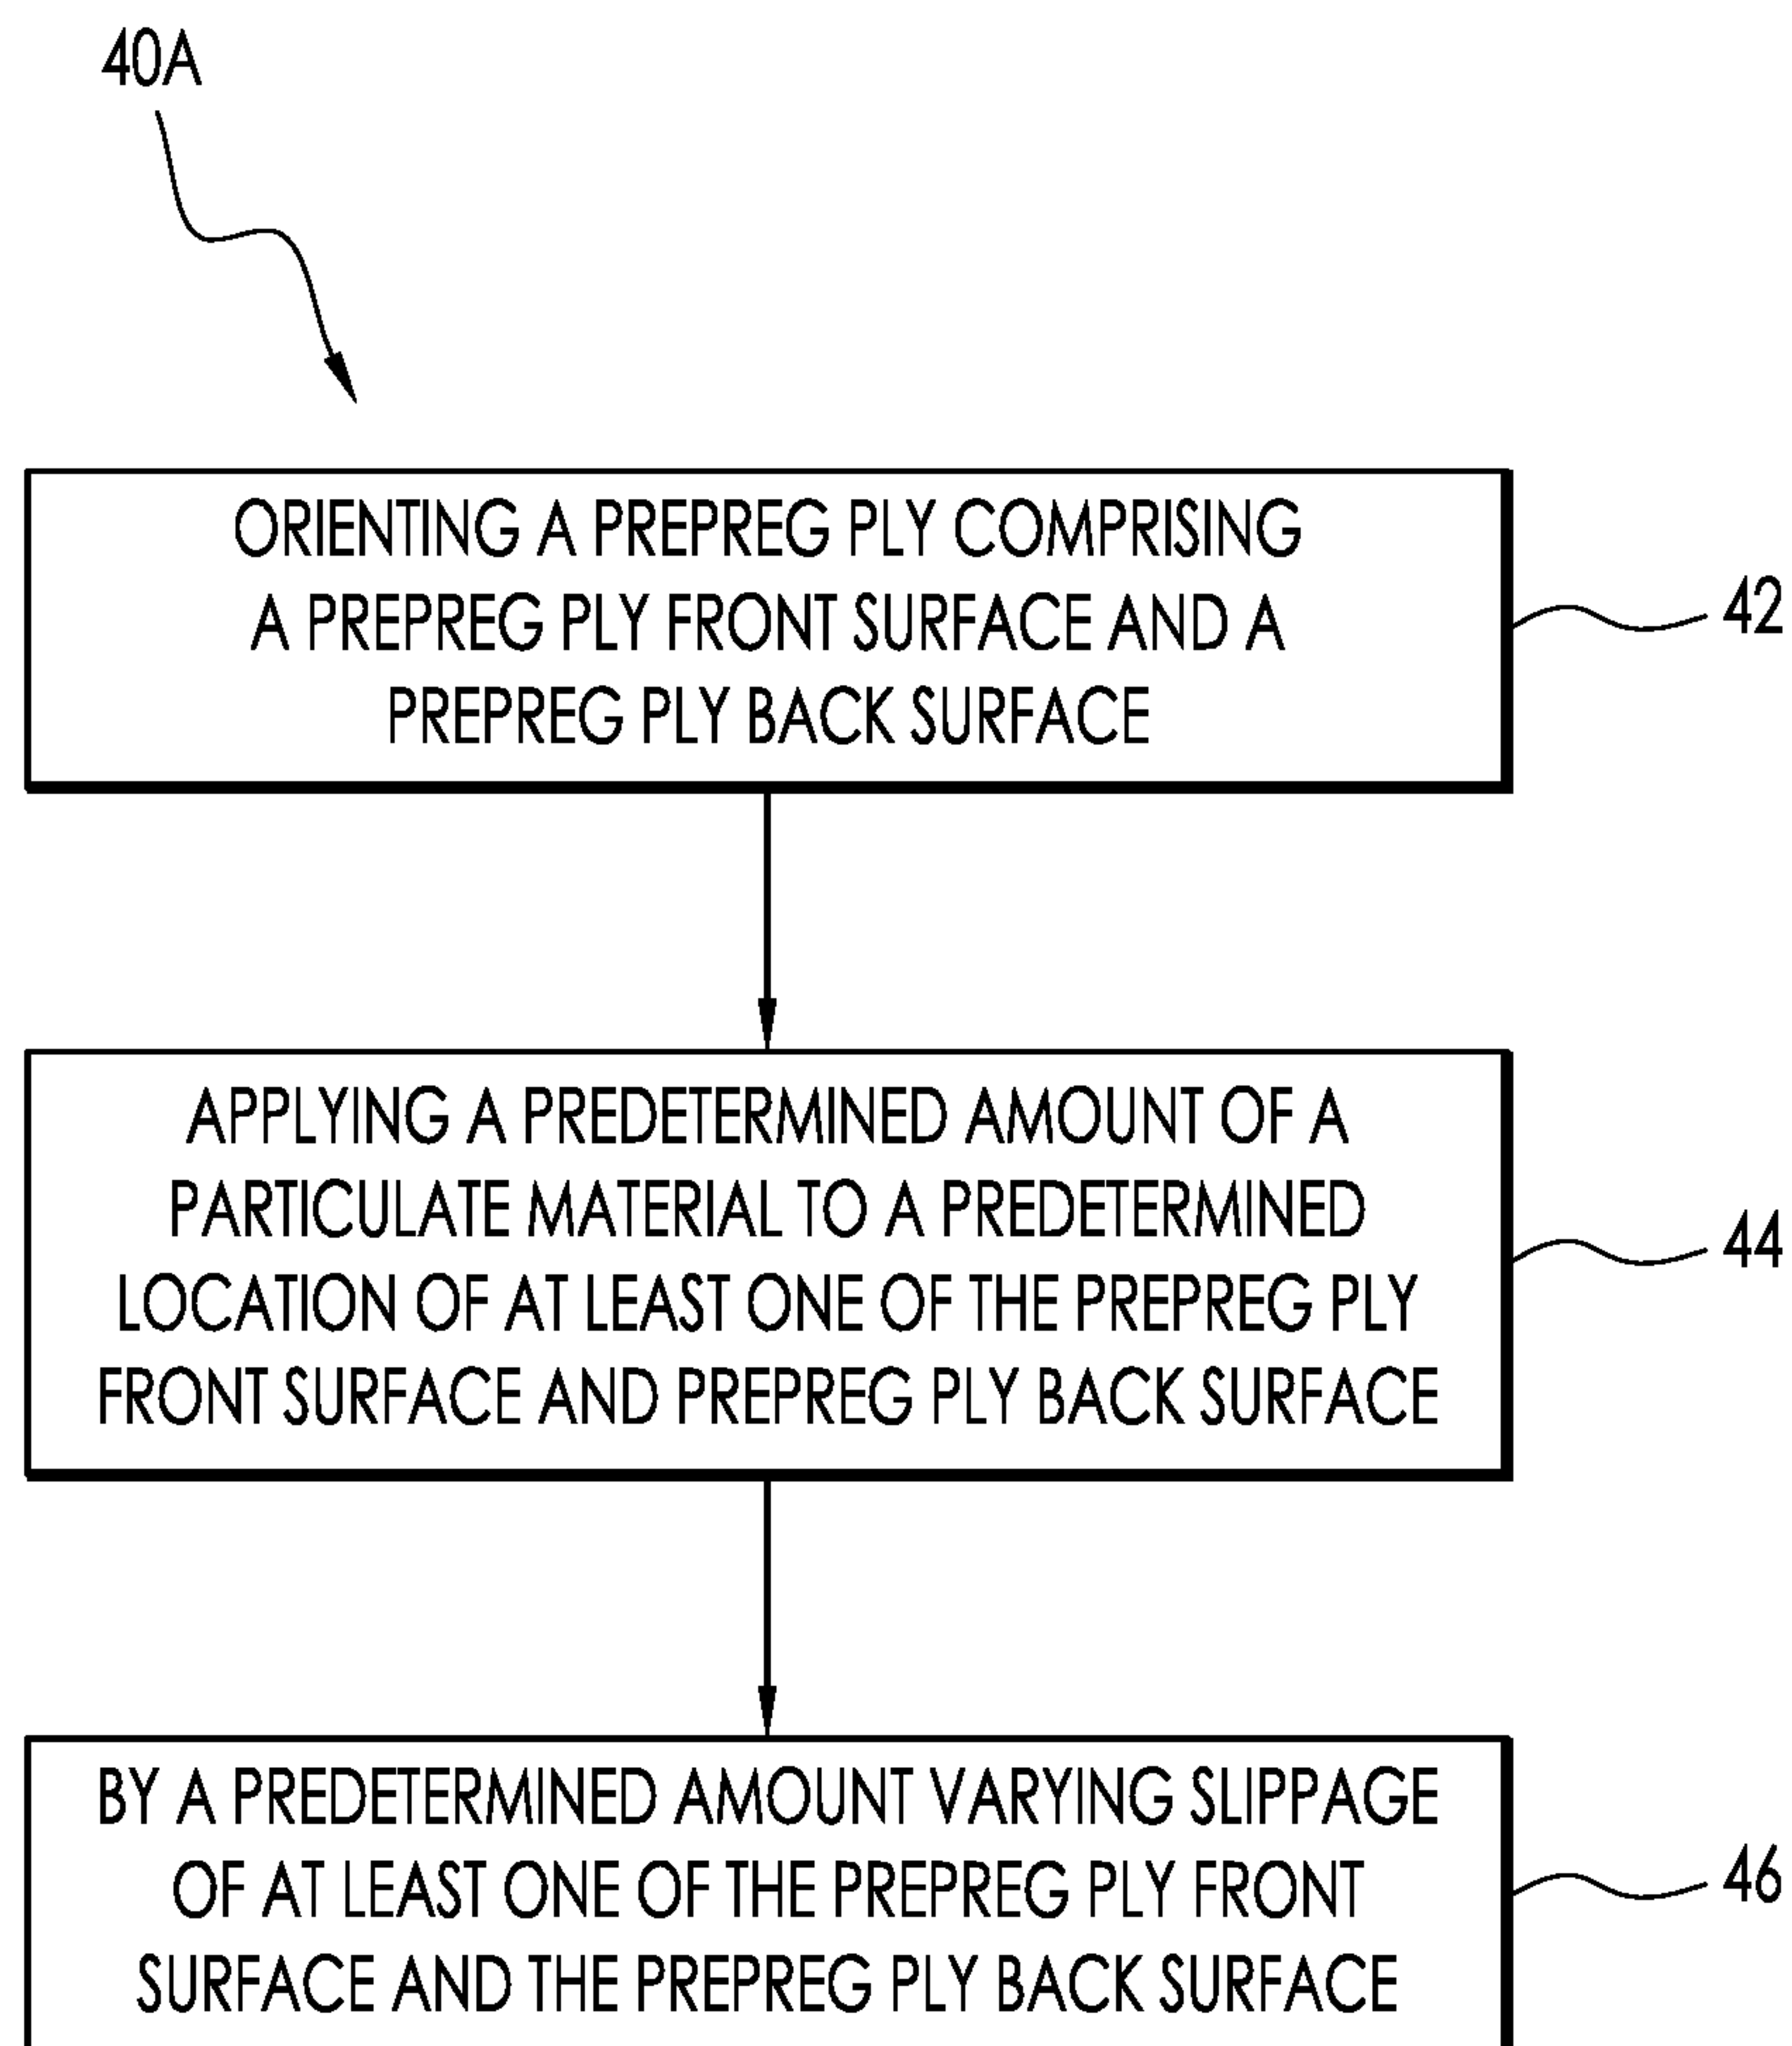 40A
ORIENTING A PREPREG PLY COMPRISING
A PREPREG PLY FRONT SURFACE AND A
PREPREG PLY BACK SURFACE
42
APPLYING A PREDETERMINED AMOUNT OF A
PARTICULATE MATERIAL TO A PREDETERMINED
LOCATION OF AT LEAST ONE OF THE PREPREG PLY
FRONT SURFACE AND PREPREG PLY BACK SURFACE
44
BY A PREDETERMINED AMOUNT VARYING SLIPPAGE
OF AT LEAST ONE OF THE PREPREG PLY FRONT
SURFACE AND THE PREPREG PLY BACK SURFACE
46